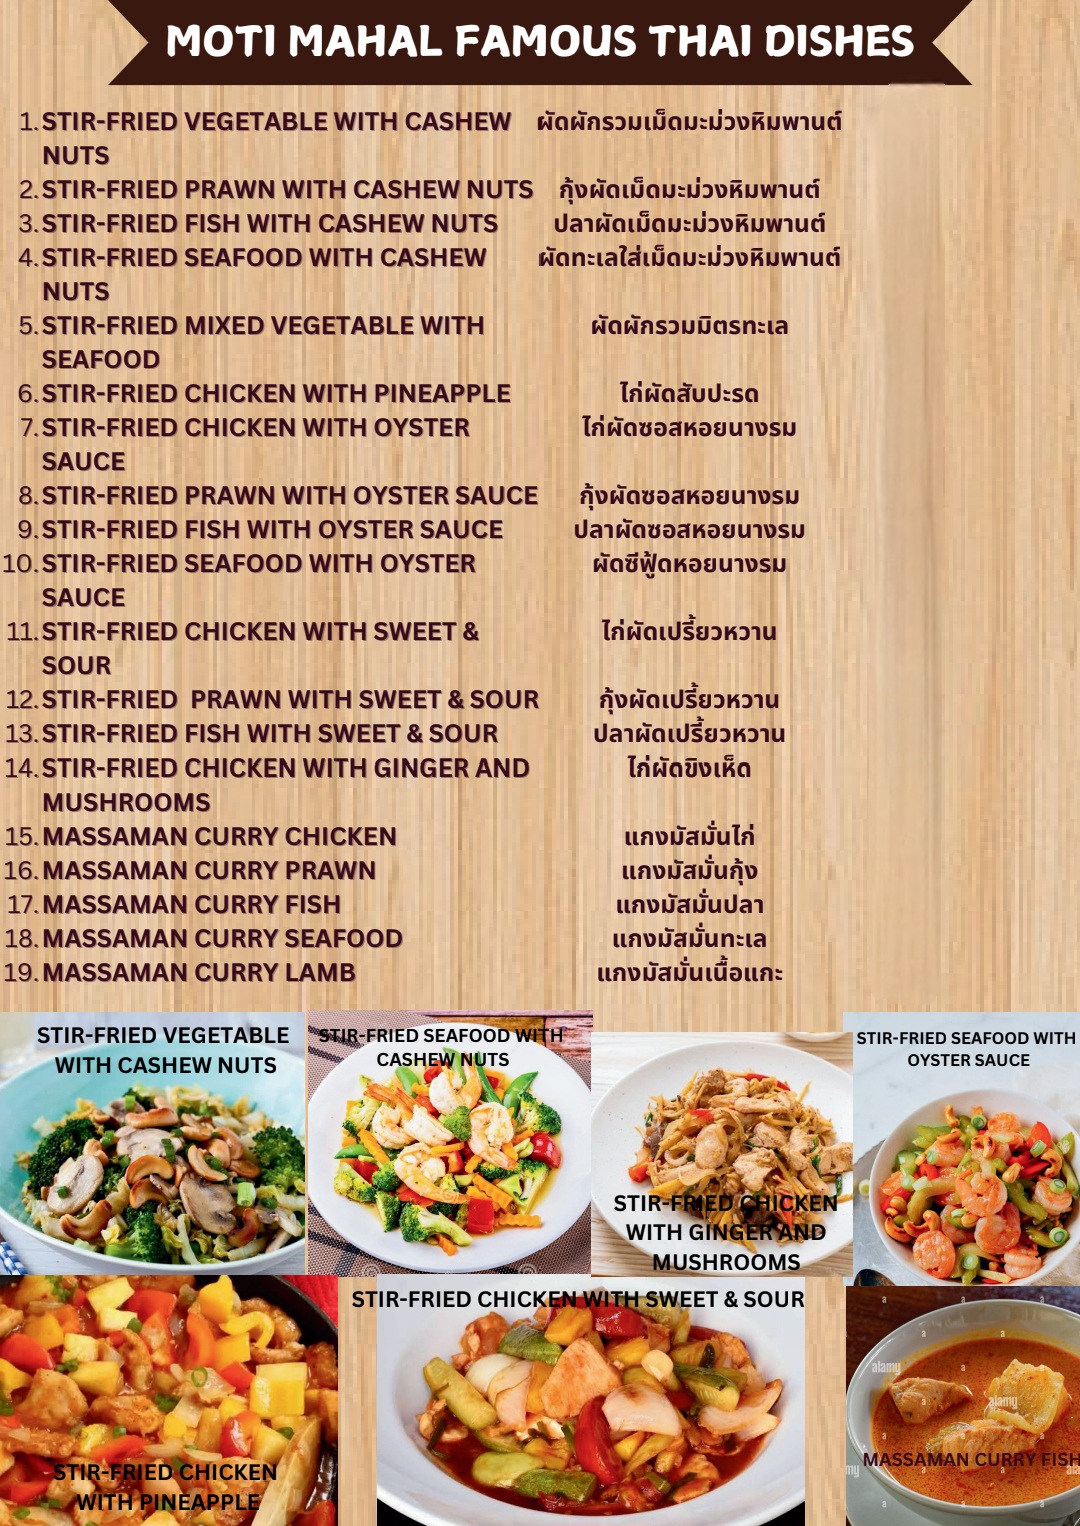 MOTI MAHAL FAMOUS THAI DISHES
1. STIR-FRIED VEGETABLE WITH CASHEW ผัดผักรวมเม็ดมะม่วงหิมพานต์
NUTS
2. STIR-FRIED PRAWN WITH CASHEW NUTS กุ้งผัดเม็ดมะม่วงหิมพานต์
3. STIR-FRIED FISH WITH CASHEW NUTS ปลาผัดเม็ดมะม่วงหิมพานต์
4. STIR-FRIED SEAFOOD WITH CASHEW ผัดทะเลใส่เม็ดมะม่วงหิมพานต์
NUTS
5. STIR-FRIED MIXED VEGETABLE WITH ผัดผักรวมมิตรทะเล
SEAFOOD
6. STIR-FRIED CHICKEN WITH PINEAPPLE ไก่ผัดสับปะรด
7. STIR-FRIED CHICKEN WITH OYSTER ไก่ผัดซอสหอยนางรม
SAUCE
8. STIR-FRIED PRAWN WITH OYSTER SAUCE กุ้งผัดซอสหอยนางรม
9. STIR-FRIED FISH WITH OYSTER SAUCE ปลาผัดซอสหอยนางรม
10. STIR-FRIED SEAFOOD WITH OYSTER ผัดซีฟู้ดหอยนางรม
SAUCE
11. STIR-FRIED CHICKEN WITH SWEET & ไก่ผัดเปรี้ยวหวาน
SOUR
12. STIR-FRIED PRAWN WITH SWEET & SOUR กุ้งผัดเปรี้ยวหวาน
13. STIR-FRIED FISH WITH SWEET & SOUR ปลาผัดเปรี้ยวหวาน
14. STIR-FRIED CHICKEN WITH GINGER AND ไก่ผัดขิงเห็ด
MUSHROOMS
15. MASSAMAN CURRY CHICKEN แกงมัสมั่นไก่
16. MASSAMAN CURRY PRAWN แกงมัสมั่นกุ้ง
17. MASSAMAN CURRY FISH แกงมัสมั่นปลา
18. MASSAMAN CURRY SEAFOOD แกงมัสมั่นทะเล
19. MASSAMAN CURRY LAMB แกงมัสมั่นเนื้อแกะ
STIR-FRIED VEGETABLE
WITH CASHEW NUTS
STIR-FRIED SEAFOOD WITH
CASHEW NUTS
STIR-FRIED CHICKEN
WITH GINGER AND
MUSHROOMS
STIR-FRIED SEAFOOD WITH
OYSTER SAUCE
STIR-FRIED CHICKEN
WITH PINEAPPLE
STIR-FRIED CHICKEN WITH SWEET & SOUR
alamy
alamy
MASSAMAN CURRY FISH